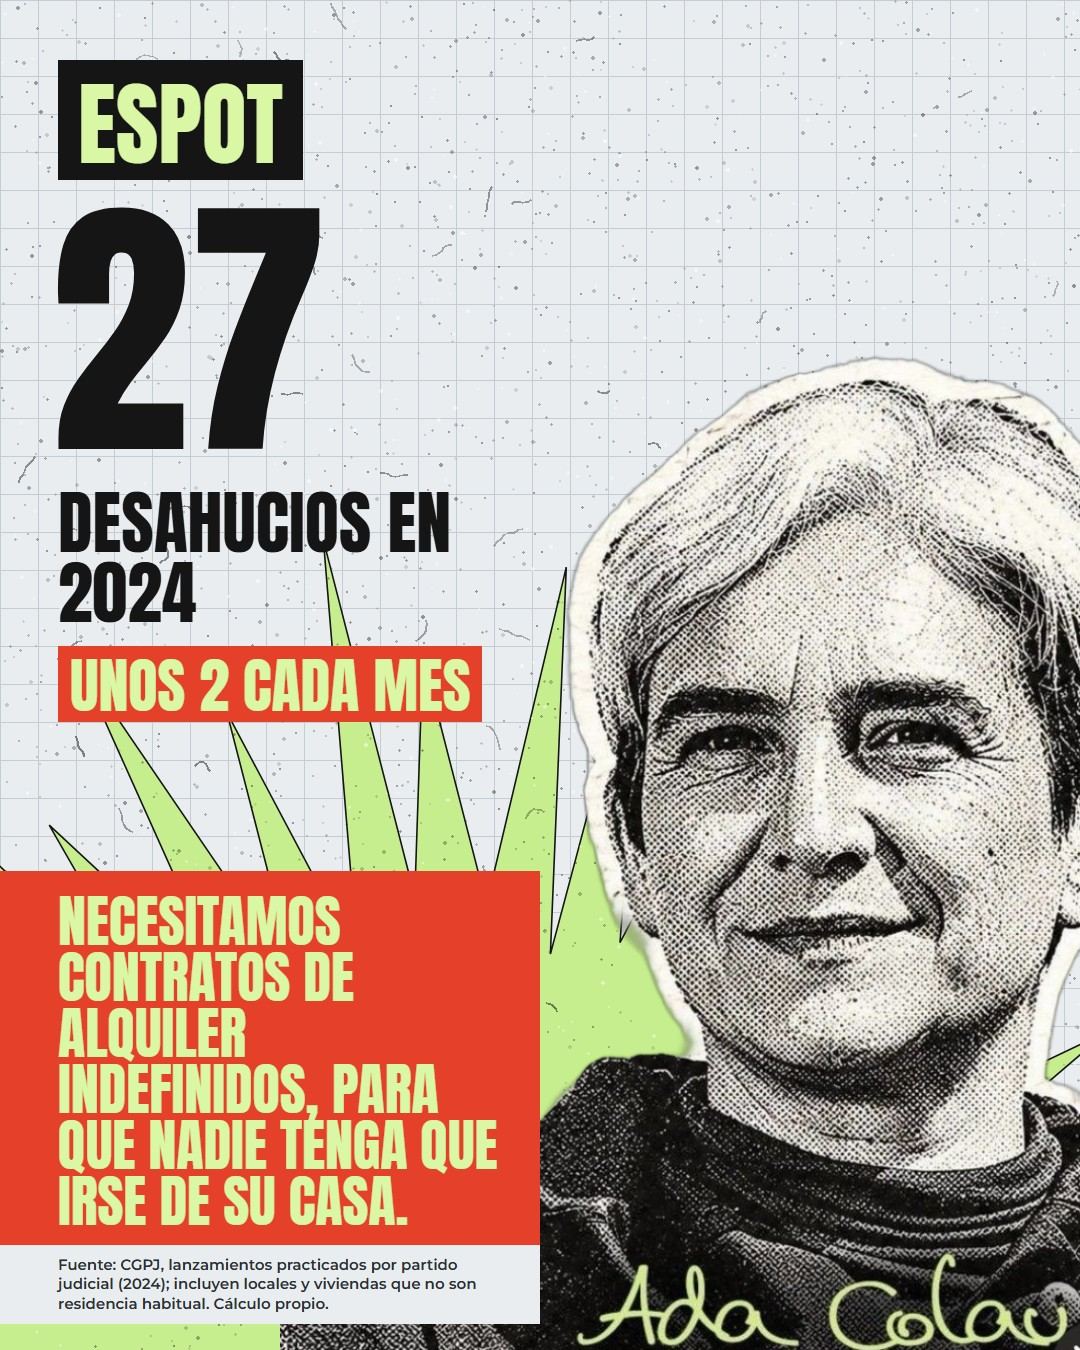 ESPOT
27
DESAHUCIOS EN
2024
UNOS 2 CADA MES
NECESITAMOS
CONTRATOS DE
ALQUILER
INDEFINIDOS, PARA
QUE NADIE TENGA QUE
IRSE DE SU CASA.
Fuente: CGPJ, lanzamientos practicados por partido
judicial (2024); incluyen locales y viviendas que no son
residencia habitual. Cálculo propio.
Ada Colau